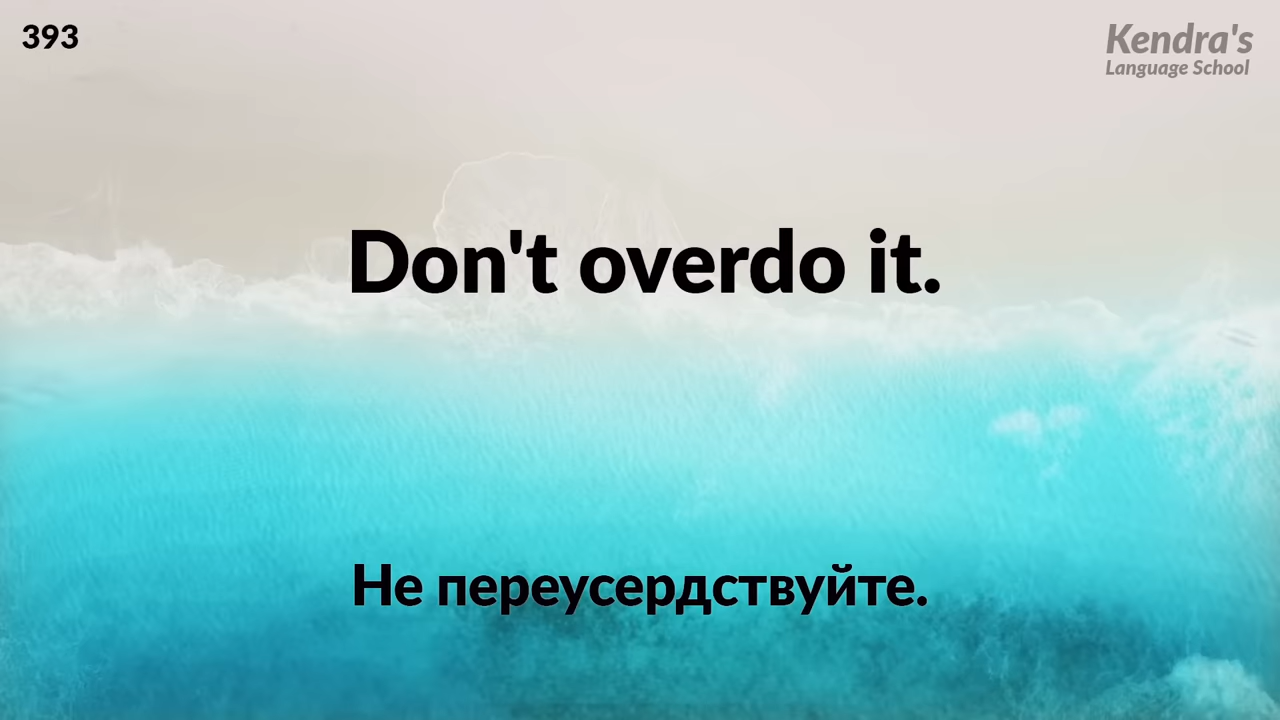 393
Kendra's
Language School
Don't overdo it.
Не переусердствуйте.